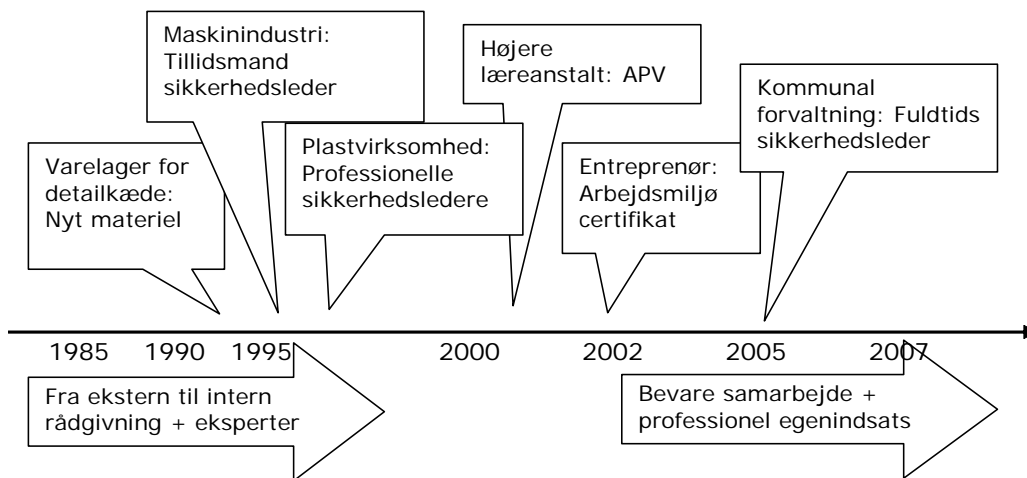 Maskinindustri:
Tillidsmand
sikkerhedsleder
Højere
læreanstalt: APV
Kommunal
forvaltning: Fuldtids
sikkerhedsleder
Varelager for
detailkæde:
Nyt materiel
Plastvirksomhed:
Professionelle
sikkerhedsledere
Entreprenør:
Arbejdsmiljø
certifikat
1985 1990 1995 2000 2002 2005 2007
Fra ekstern til intern
rådgivning + eksperter
Bevare samarbejde +
professionel egenindsats